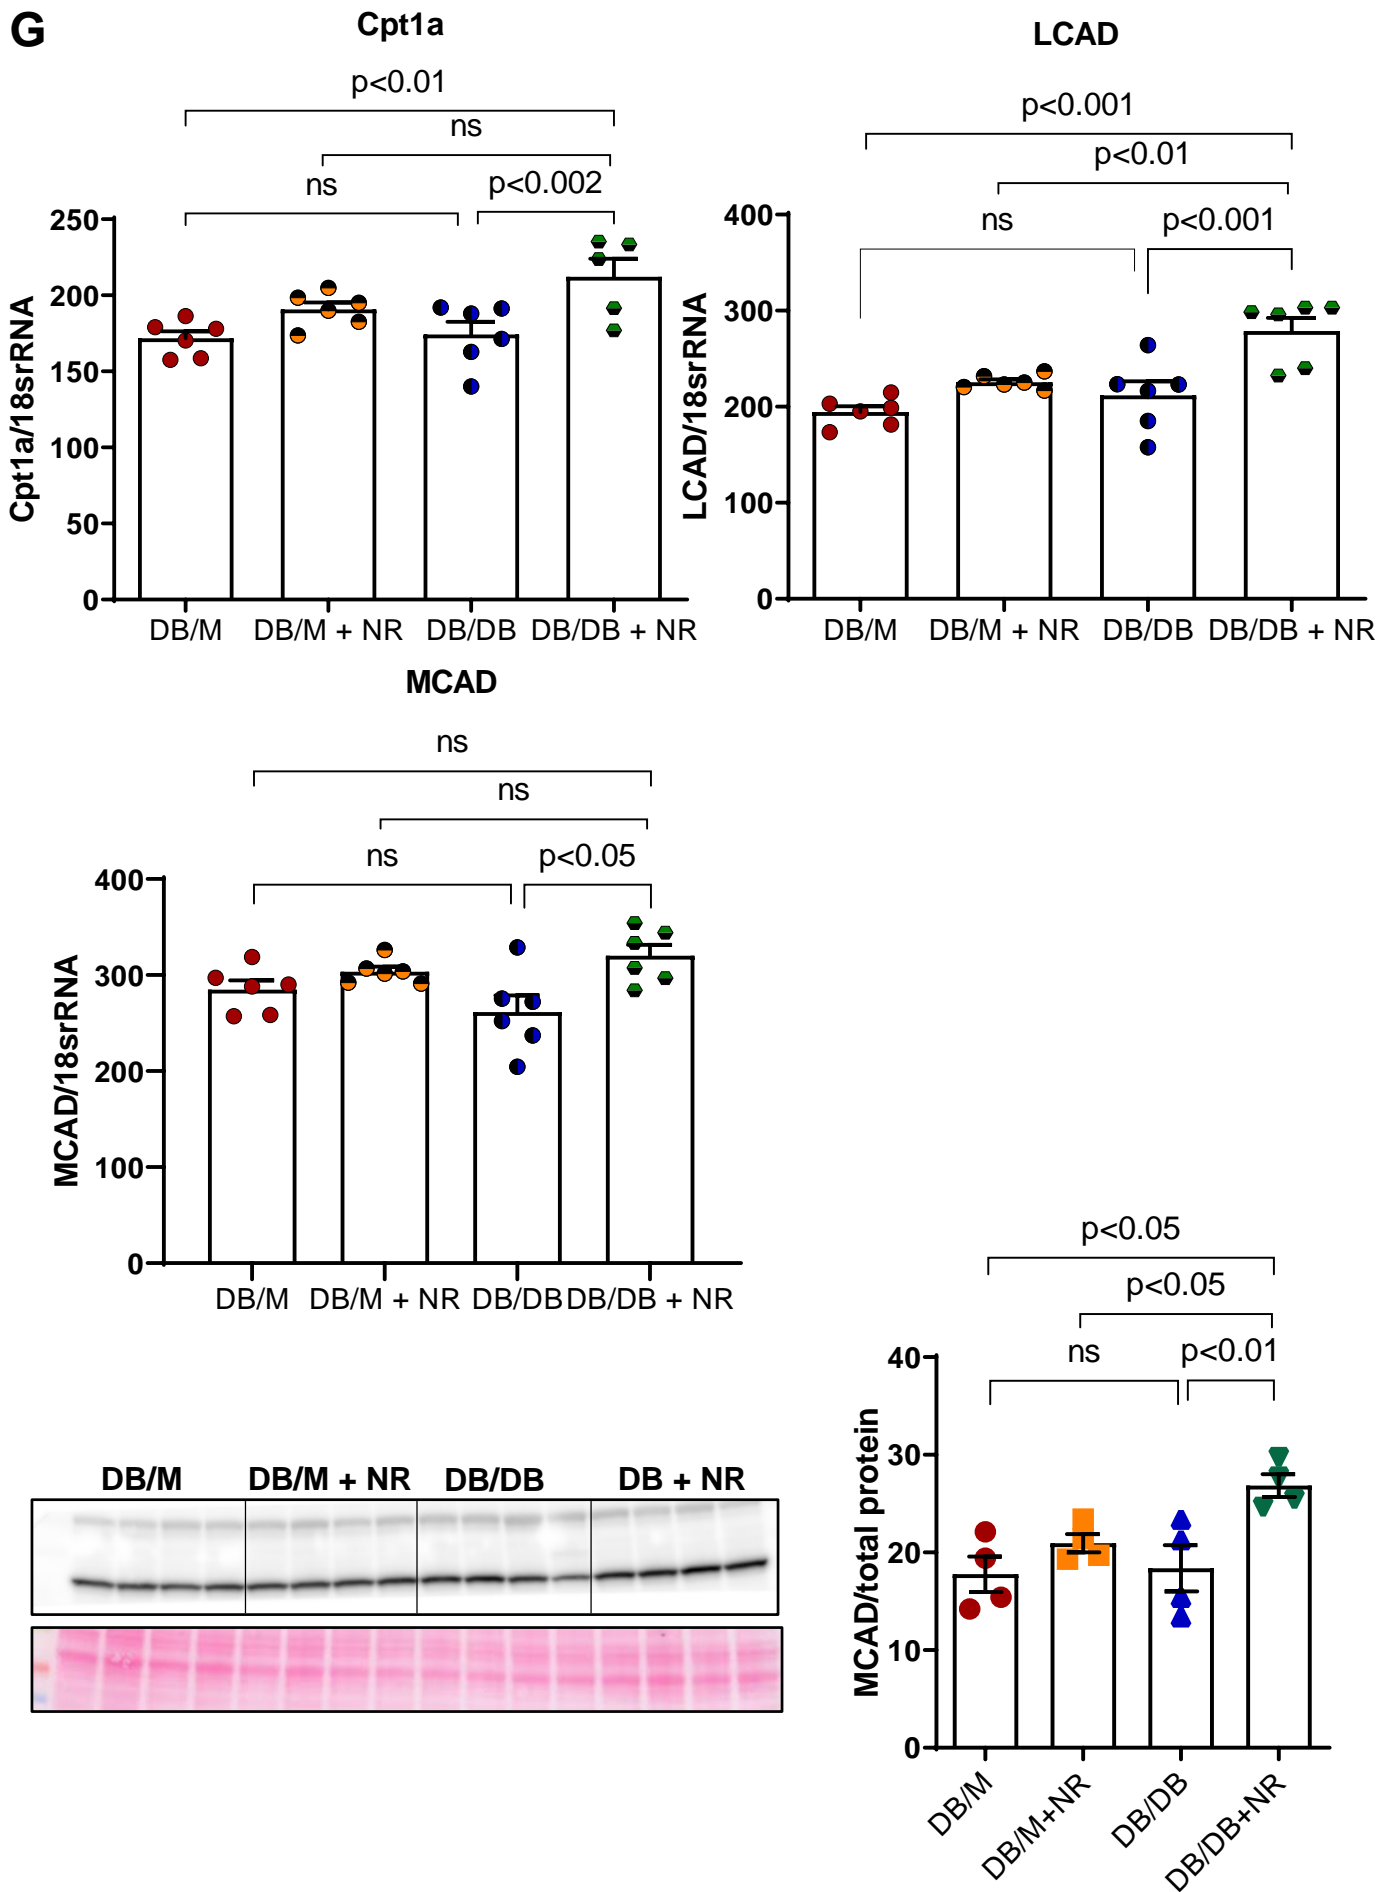 G
Cpt1a
p<0.01
ns
ns
p<0.002
250
200
150
100
50
0
Cpt1a/18srRNA
DB/M
DB/M + NR
DB/DB
DB/DB + NR
LCAD
p<0.001
p<0.01
ns
p<0.001
400
300
200
100
0
LCAD/18srRNA
DB/M
DB/M + NR
DB/DB
DB/DB + NR
MCAD
ns
ns
ns
p<0.05
400
300
200
100
0
MCAD/18srRNA
DB/M
DB/M + NR
DB/DB
DB/DB + NR
DB/M
DB/M + NR
DB/DB
DB + NR
p<0.05
p<0.05
ns
p<0.01
40
30
20
10
0
MCAD/total protein
DB/M
DB/M+NR
DB/DB
DB/DB+NR